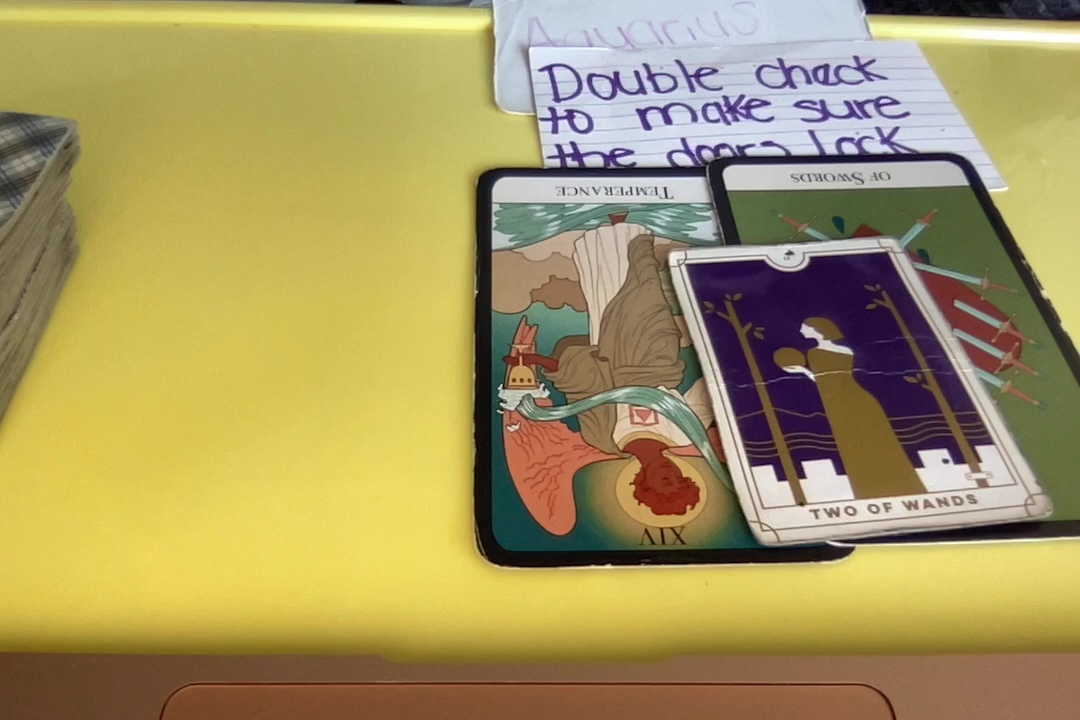 Aquarius
Double check
to make sure
the doors lock
TEMPERANCE
OF SWORDS
XIV
TWO OF WANDS